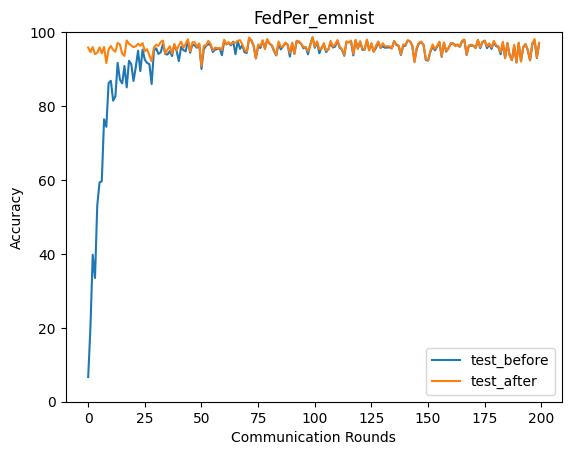 FedPer_emnist
100
80
60
40
20
0
Accuracy
0 25 50 75 100 125 150 175 200
Communication Rounds
test_before
test_after